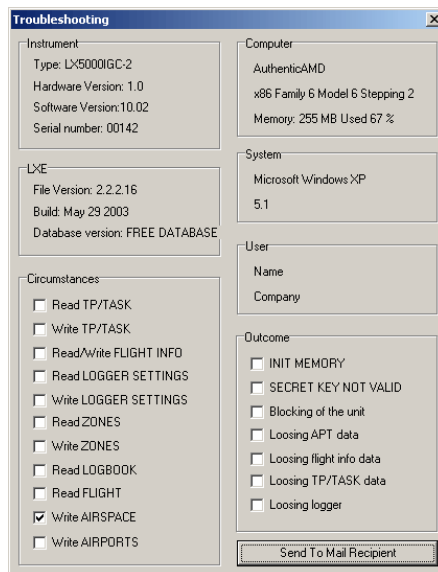 Troubleshooting
Instrument
Type: LX5000IGC-2
Hardware Version: 1.0
Software Version:10.02
Serial number: 00142
LXE
File Version: 2.2.2.16
Build: May 29 2003
Database version: FREE DATABASE
Circumstances
Read TP/TASK
Write TP/TASK
Read/Write FLIGHT INFO
Read LOGGER SETTINGS
Write LOGGER SETTINGS
Read ZONES
Write ZONES
Read LOGBOOK
Read FLIGHT
Write AIRSPACE
Write AIRPORTS
Computer
AuthenticAMD
x86 Family 6 Model 6 Stepping 2
Memory: 255 MB Used 67 %
System
Microsoft Windows XP
5.1
User
Name
Company
Outcome
INIT MEMORY
SECRET KEY NOT VALID
Blocking of the unit
Loosing APT data
Loosing flight info data
Loosing TP/TASK data
Loosing logger
Send To Mail Recipient